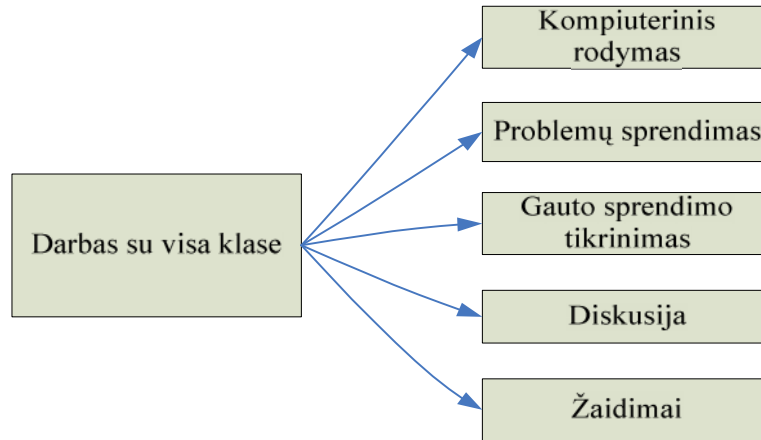 Kompiuterinis
rodymas
Problemų sprendimas
Gauto sprendimo
tikrinimas
Darbas su visa klase
Diskusija
Žaidimai